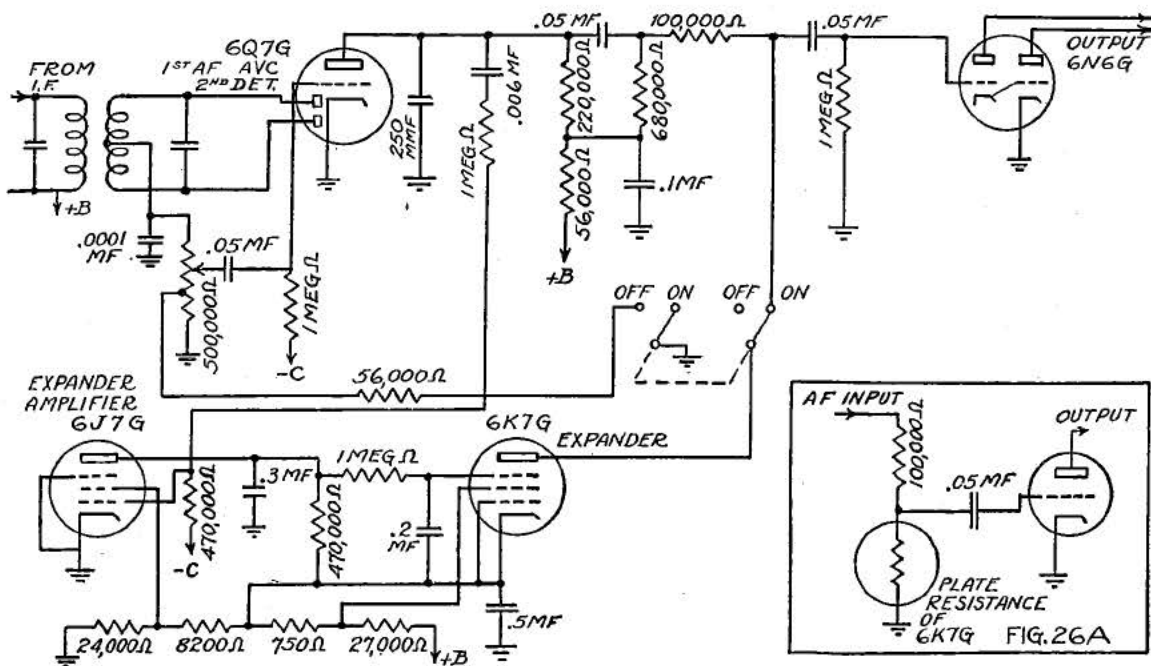 FROM
I.F.
6Q7G
1ST AF AVC
2ND DET.
+B
.0001
MF
.05 MF
500,000Ω
1 MEG Ω
-C
250
MMF
.006 MF
1 MEG Ω
.05 MF
220,000Ω
56,000Ω
+B
680,000Ω
.1MF
100,000Ω
.05 MF
1 MEG Ω
OUTPUT
6N6G
OFF
ON
OFF
ON
56,000Ω
EXPANDER
AMPLIFIER
6J7G
470,000Ω
-C
.3 MF
1 MEG Ω
470,000Ω
.2
MF
6K7G
EXPANDER
.5MF
24,000Ω
8200Ω
750Ω
27,000Ω
+B
AF INPUT
100,000Ω
.05 MF
OUTPUT
PLATE
RESISTANCE
OF
6K7G
FIG.26A